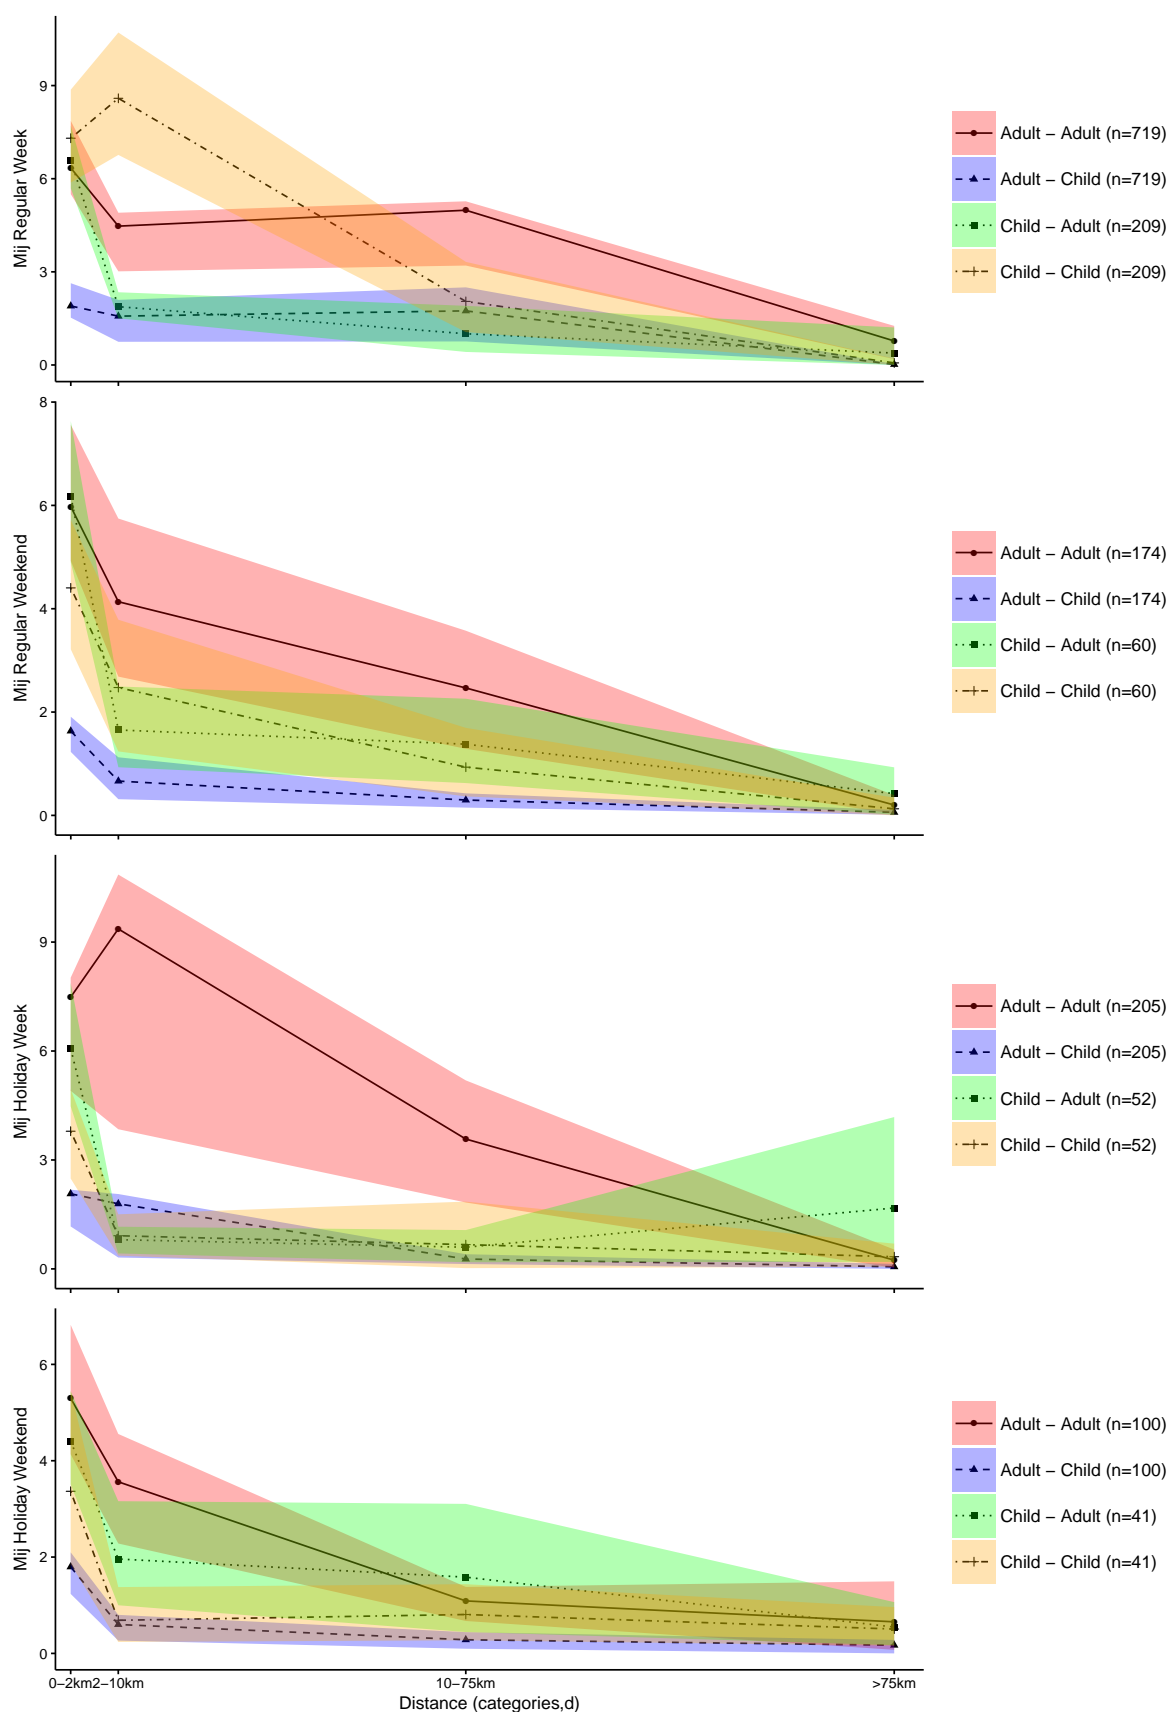 Mij Regular Week
9
6
3
0
Adult − Adult (n=719)
Adult − Child (n=719)
Child − Adult (n=209)
Child − Child (n=209)
Mij Regular Weekend
8
6
4
2
0
Adult − Adult (n=174)
Adult − Child (n=174)
Child − Adult (n=60)
Child − Child (n=60)
Mij Holiday Week
9
6
3
0
Adult − Adult (n=205)
Adult − Child (n=205)
Child − Adult (n=52)
Child − Child (n=52)
Mij Holiday Weekend
6
4
2
0
Adult − Adult (n=100)
Adult − Child (n=100)
Child − Adult (n=41)
Child − Child (n=41)
0−2km 2−10km 10−75km >75km
Distance (categories,d)